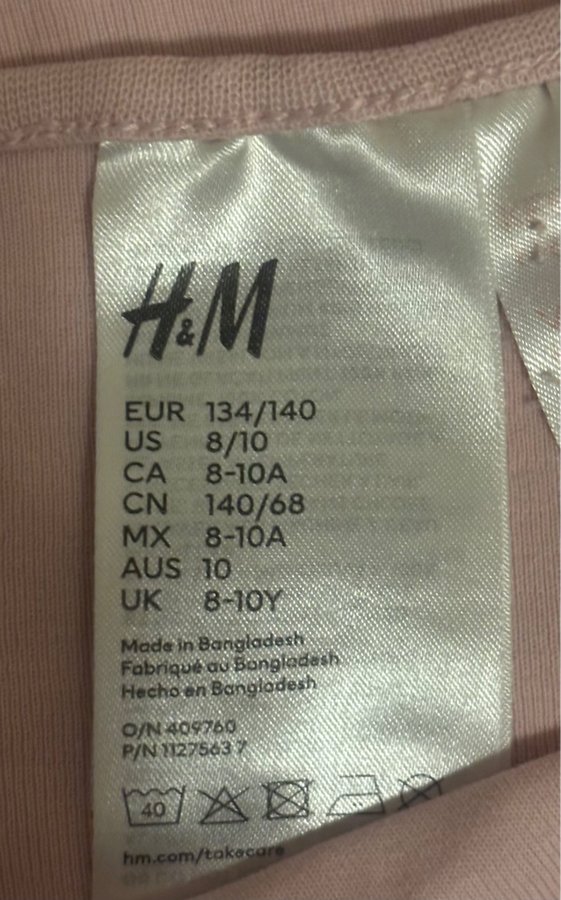 H&M
EUR 134/140
US 8/10
CA 8-10A
CN 140/68
MX 8-10A
AUS 10
UK 8-10Y
Made in Bangladesh
Fabriqué au Bangladesh
Hecho en Bangladesh
O/N 409760
P/N 1127563 7
40
hm.com/takecare